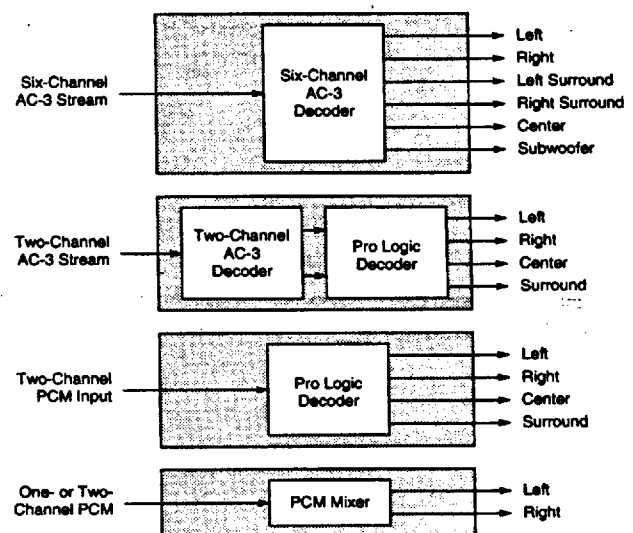 Six-Channel
AC-3 Stream
Six-Channel
AC-3
Decoder
Left
Right
Left Surround
Right Surround
Center
Subwoofer
Two-Channel
AC-3 Stream
Two-Channel
AC-3
Decoder
Pro Logic
Decoder
Left
Right
Center
Surround
Two-Channel
PCM Input
Pro Logic
Decoder
Left
Right
Center
Surround
One- or Two-
Channel PCM
PCM Mixer
Left
Right